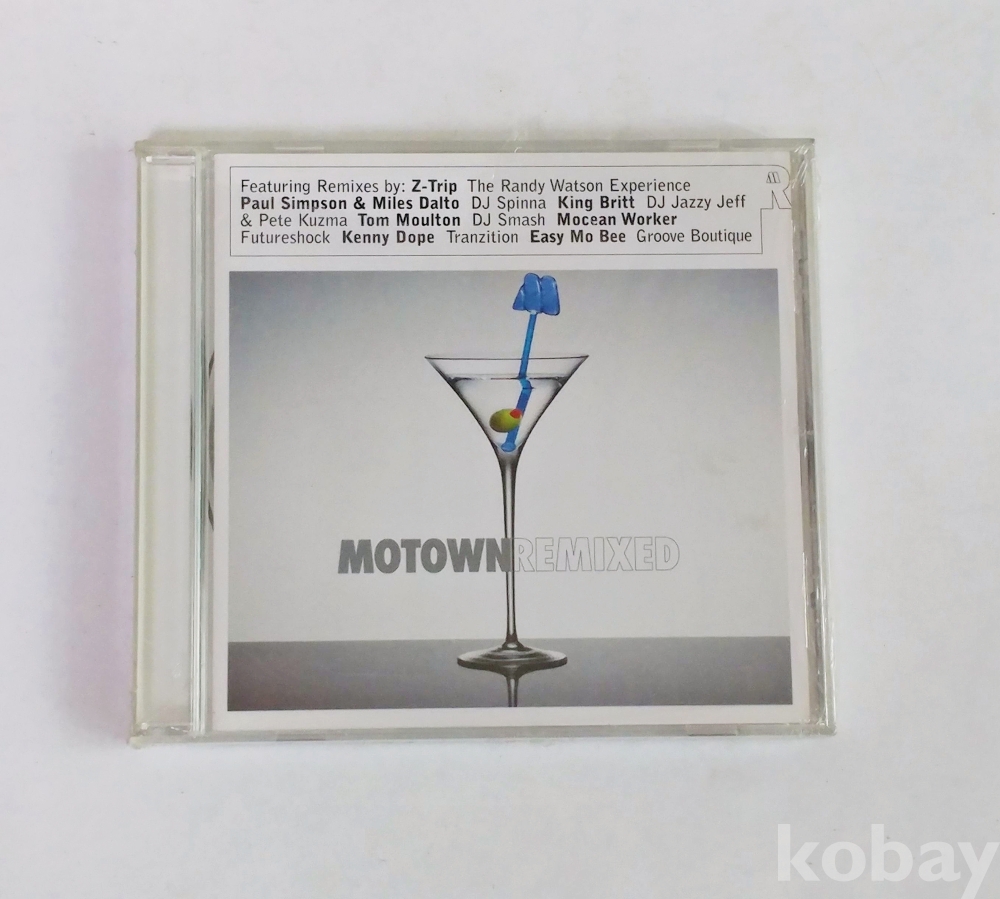 Featuring Remixes by: Z-Trip The Randy Watson Experience
Paul Simpson & Miles Dalto DJ Spinna King Britt DJ Jazzy Jeff
& Pete Kuzma Tom Moulton DJ Smash Mocean Worker
Futureshock Kenny Dope Tranzition Easy Mo Bee Groove Boutique
M R
MOTOWNREMIXED
kobay